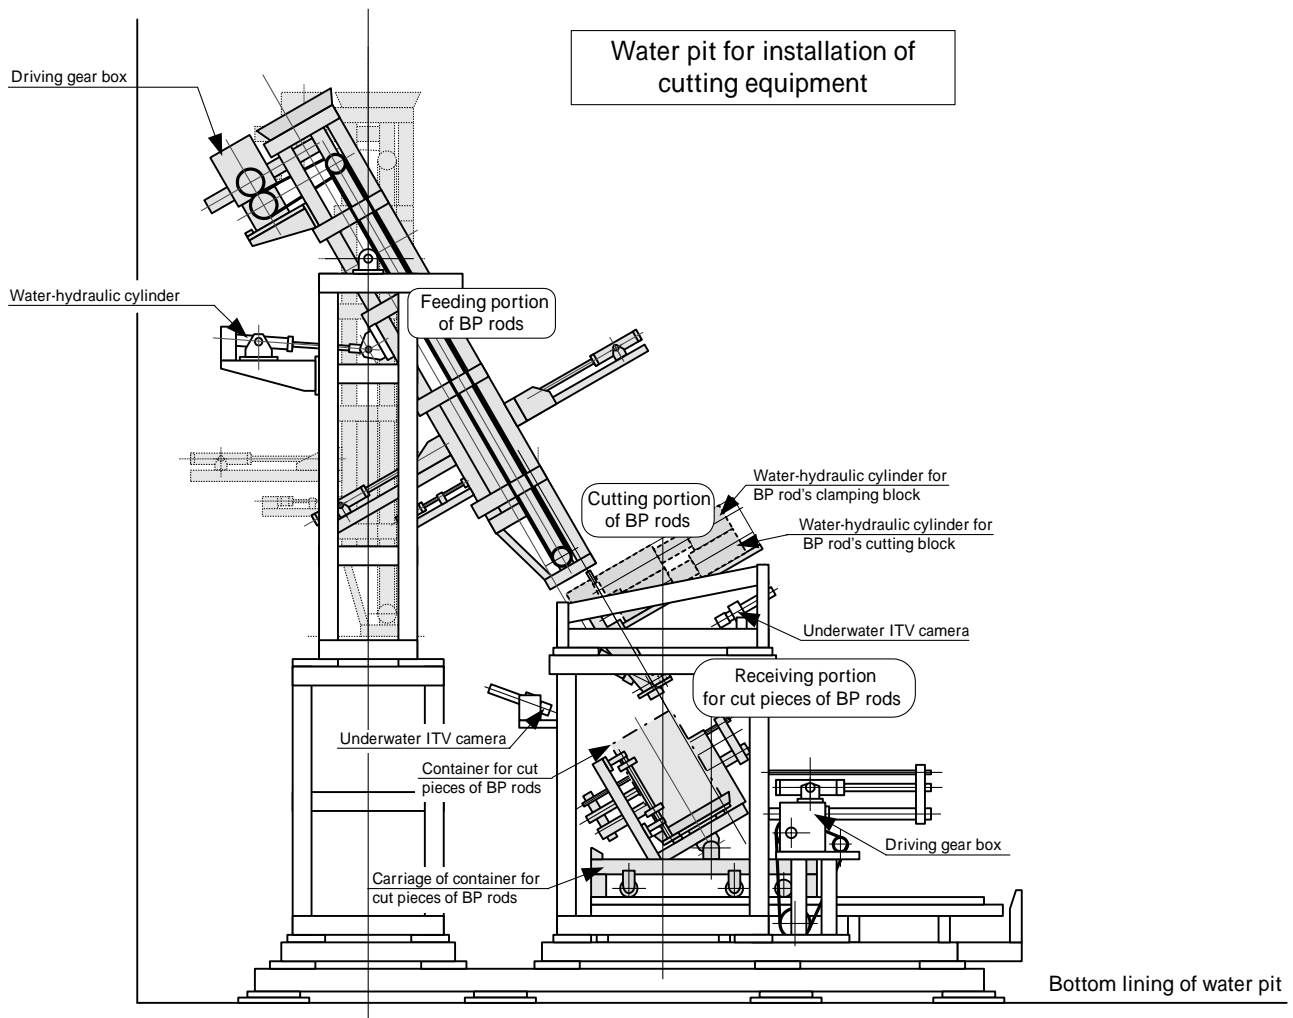 Water pit for installation of
cutting equipment
Driving gear box
Water-hydraulic cylinder
Feeding portion
of BP rods
Cutting portion
of BP rods
Water-hydraulic cylinder for
BP rod's clamping block
Water-hydraulic cylinder for
BP rod's cutting block
Underwater ITV camera
Receiving portion
for cut pieces of BP rods
Underwater ITV camera
Container for cut
pieces of BP rods
Driving gear box
Carriage of container for
cut pieces of BP rods
Bottom lining of water pit